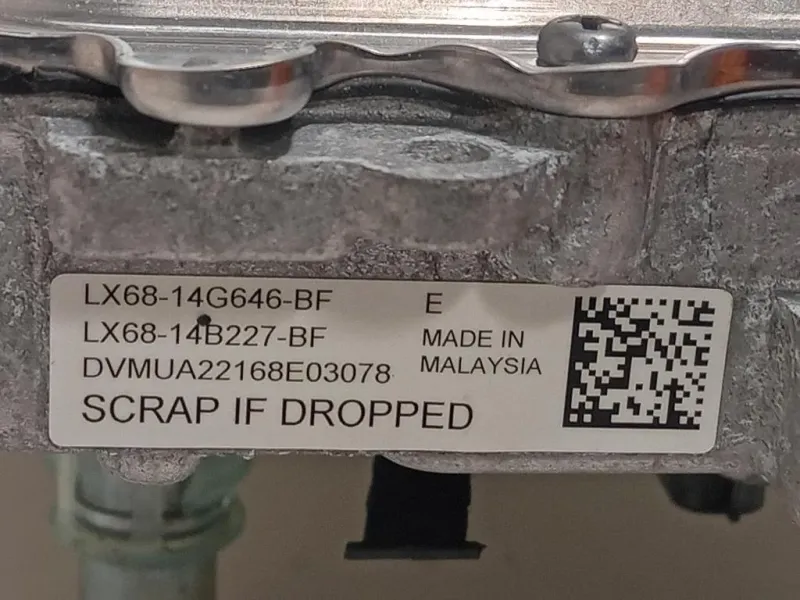 LX68-14G646-BF
LX68-14B227-BF
DVMUA22168E03078
SCRAP IF DROPPED
E
MADE IN
MALAYSIA